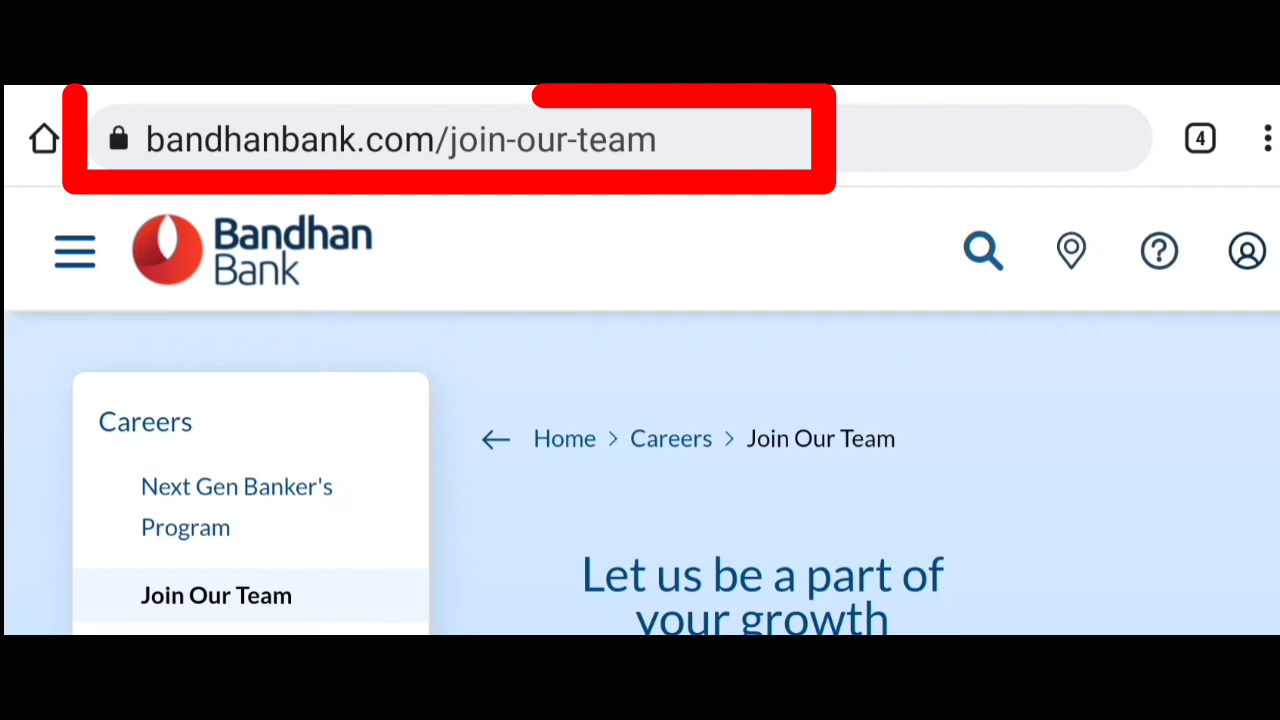 bandhanbank.com/join-our-team
4
Bandhan
Bank
Careers
Next Gen Banker's
Program
Join Our Team
Home > Careers > Join Our Team
Let us be a part of
your growth